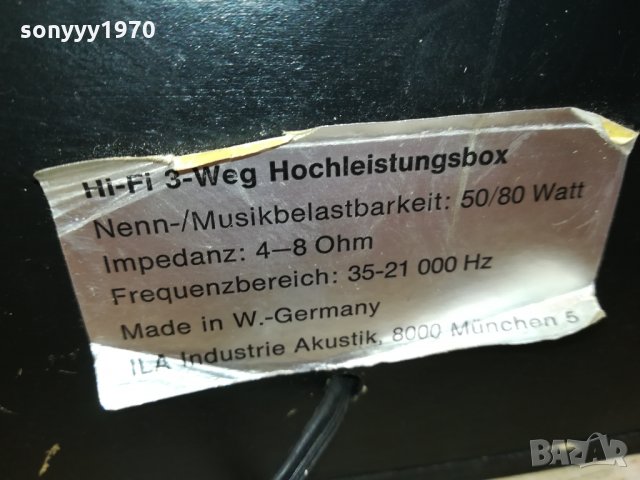 sonyyy1970
Hi-Fi 3-Weg Hochleistungsbox
Nenn-/Musikbelastbarkeit: 50/80 Watt
Impedanz: 4–8 Ohm
Frequenzbereich: 35-21 000 Hz
Made in W.-Germany
ILA Industrie Akustik, 8000 München 5
BAZAR